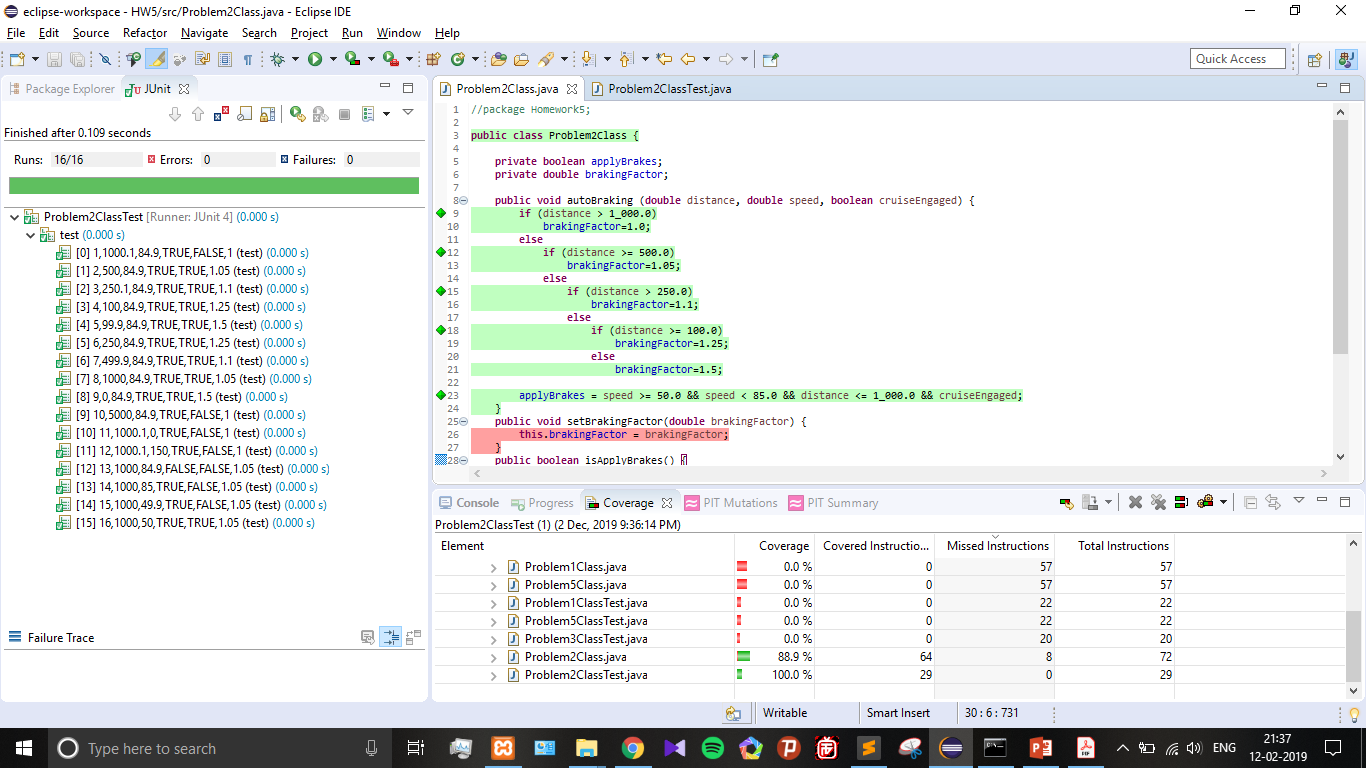 eclipse-workspace - HW5/src/Problem2Class.java - Eclipse IDE
File Edit Source Refactor Navigate Search Project Run Window Help
Quick Access
Package Explorer JUnit
Finished after 0.109 seconds
Runs: 16/16 Errors: 0 Failures: 0
Problem2ClassTest [Runner: JUnit 4] (0.000 s)
test (0.000 s)
[0] 1,1000.1,84.9,TRUE,FALSE,1 (test) (0.000 s)
[1] 2,500,84.9,TRUE,TRUE,1.05 (test) (0.000 s)
[2] 3,250.1,84.9,TRUE,TRUE,1.1 (test) (0.000 s)
[3] 4,100,84.9,TRUE,TRUE,1.25 (test) (0.000 s)
[4] 5,99.9,84.9,TRUE,TRUE,1.5 (test) (0.000 s)
[5] 6,250,84.9,TRUE,TRUE,1.25 (test) (0.000 s)
[6] 7,499.9,84.9,TRUE,TRUE,1.1 (test) (0.000 s)
[7] 8,1000,84.9,TRUE,TRUE,1.05 (test) (0.000 s)
[8] 9,0,84.9,TRUE,TRUE,1.5 (test) (0.000 s)
[9] 10,5000,84.9,TRUE,FALSE,1 (test) (0.000 s)
[10] 11,1000.1,0,TRUE,FALSE,1 (test) (0.000 s)
[11] 12,1000.1,150,TRUE,FALSE,1 (test) (0.000 s)
[12] 13,1000,84.9,FALSE,FALSE,1.05 (test) (0.000 s)
[13] 14,1000,85,TRUE,FALSE,1.05 (test) (0.000 s)
[14] 15,1000,49.9,TRUE,FALSE,1.05 (test) (0.000 s)
[15] 16,1000,50,TRUE,TRUE,1.05 (test) (0.000 s)
Failure Trace
Problem2Class.java Problem2ClassTest.java
1 //package Homework5;
2
3 public class Problem2Class {
4
5 private boolean applyBrakes;
6 private double brakingFactor;
7
8 public void autoBraking (double distance, double speed, boolean cruiseEngaged) {
9 if (distance > 1_000.0)
10 brakingFactor=1.0;
11 else
12 if (distance >= 500.0)
13 brakingFactor=1.05;
14 else
15 if (distance > 250.0)
16 brakingFactor=1.1;
17 else
18 if (distance >= 100.0)
19 brakingFactor=1.25;
20 else
21 brakingFactor=1.5;
22
23 applyBrakes = speed >= 50.0 && speed < 85.0 && distance <= 1_000.0 && cruiseEngaged;
24 }
25 public void setBrakingFactor(double brakingFactor) {
26 this.brakingFactor = brakingFactor;
27 }
28 public boolean isApplyBrakes() {
Console Progress Coverage PIT Mutations PIT Summary
Problem2ClassTest (1) (2 Dec, 2019 9:36:14 PM)
Element Coverage Covered Instructio... Missed Instructions Total Instructions
Problem1Class.java 0.0 % 0 57 57
Problem5Class.java 0.0 % 0 57 57
Problem1ClassTest.java 0.0 % 0 22 22
Problem5ClassTest.java 0.0 % 0 22 22
Problem3ClassTest.java 0.0 % 0 20 20
Problem2Class.java 88.9 % 64 8 72
Problem2ClassTest.java 100.0 % 29 0 29
Writable Smart Insert 30 : 6 : 731
Type here to search
ENG
21:37
12-02-2019